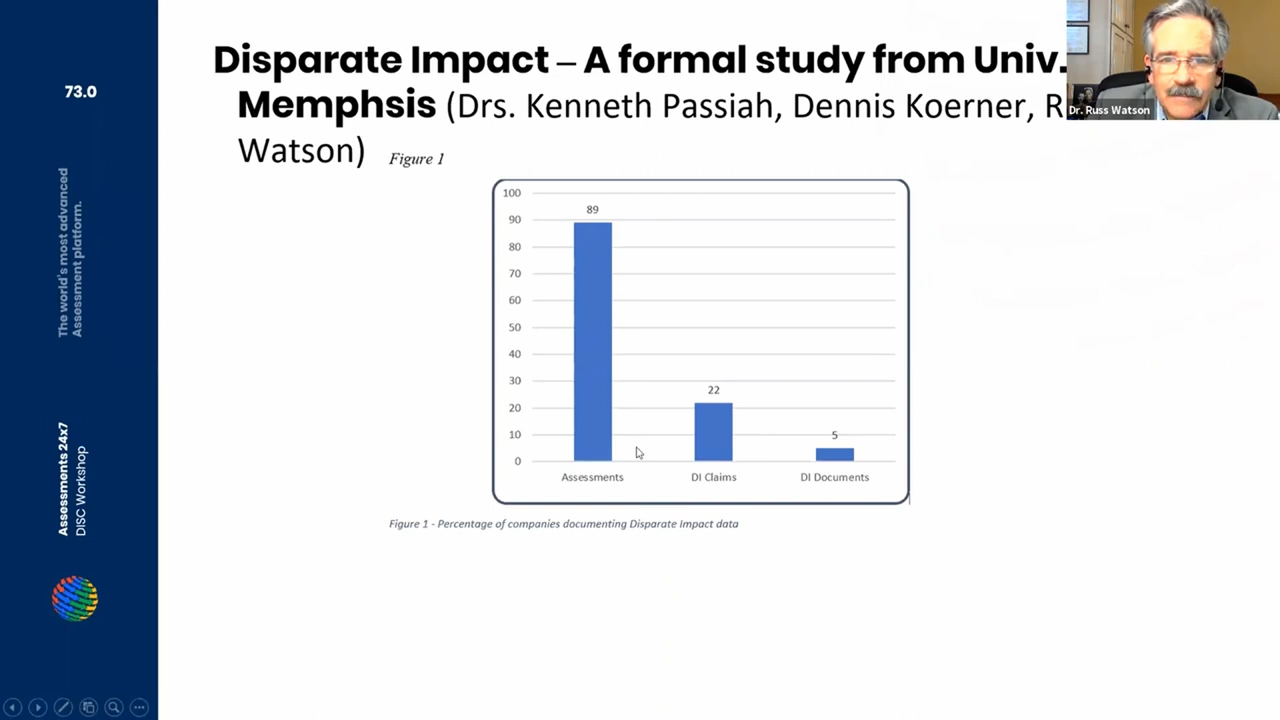 73.0
The world's most advanced
Assessment platform.
Assessments 24x7
DISC Workshop
Disparate Impact – A formal study from Univ.
Memphsis (Drs. Kenneth Passiah, Dennis Koerner, R
Watson) Figure 1
Dr. Russ Watson
100
90
80
70
60
50
40
30
20
10
0
89
22
5
Assessments DI Claims DI Documents
Figure 1 - Percentage of companies documenting Disparate Impact data